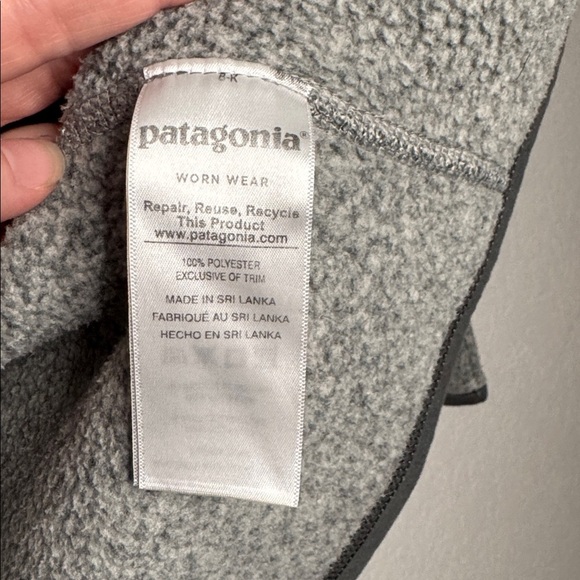 patagonia®
WORN WEAR
Repair, Reuse, Recycle
This Product
www.patagonia.com
100% POLYESTER
EXCLUSIVE OF TRIM
MADE IN SRI LANKA
FABRIQUÉ AU SRI LANKA
HECHO EN SRI LANKA